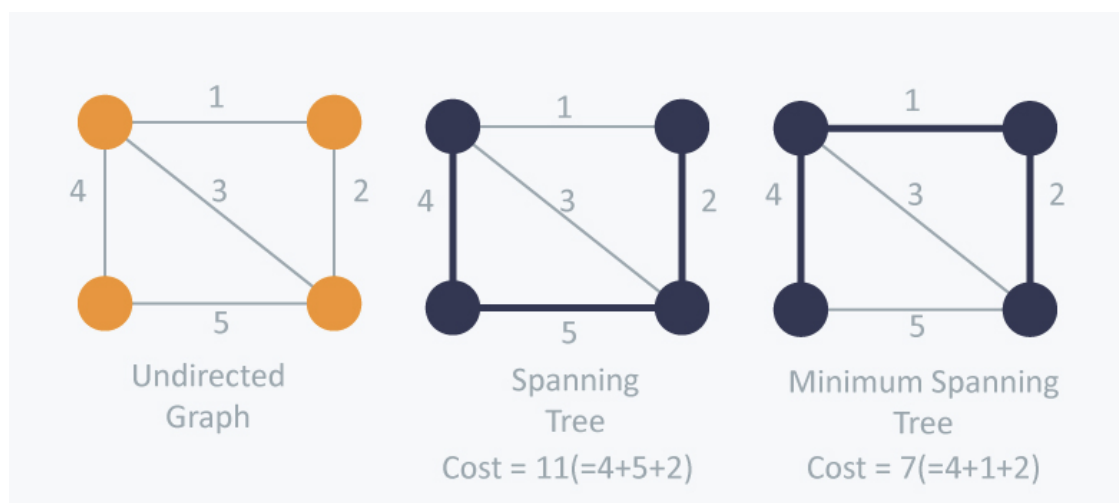 1
4
3
2
5
Undirected
Graph
1
4
3
2
5
Spanning
Tree
Cost = 11(=4+5+2)
1
4
3
2
5
Minimum Spanning
Tree
Cost = 7(=4+1+2)